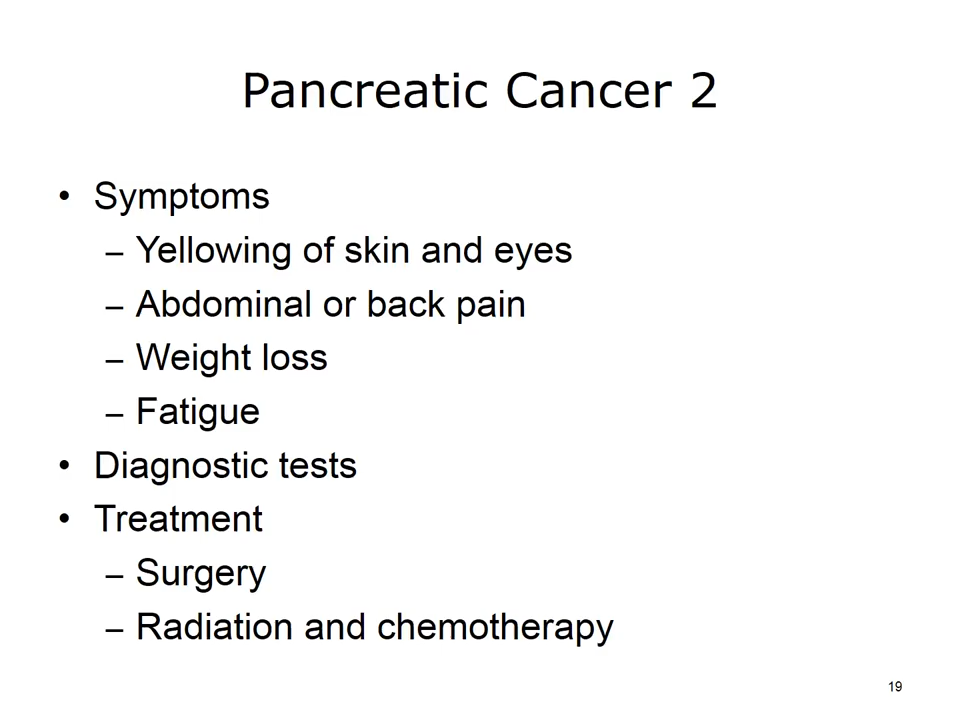 Pancreatic Cancer 2
• Symptoms
– Yellowing of skin and eyes
– Abdominal or back pain
– Weight loss
– Fatigue
• Diagnostic tests
• Treatment
– Surgery
– Radiation and chemotherapy
19